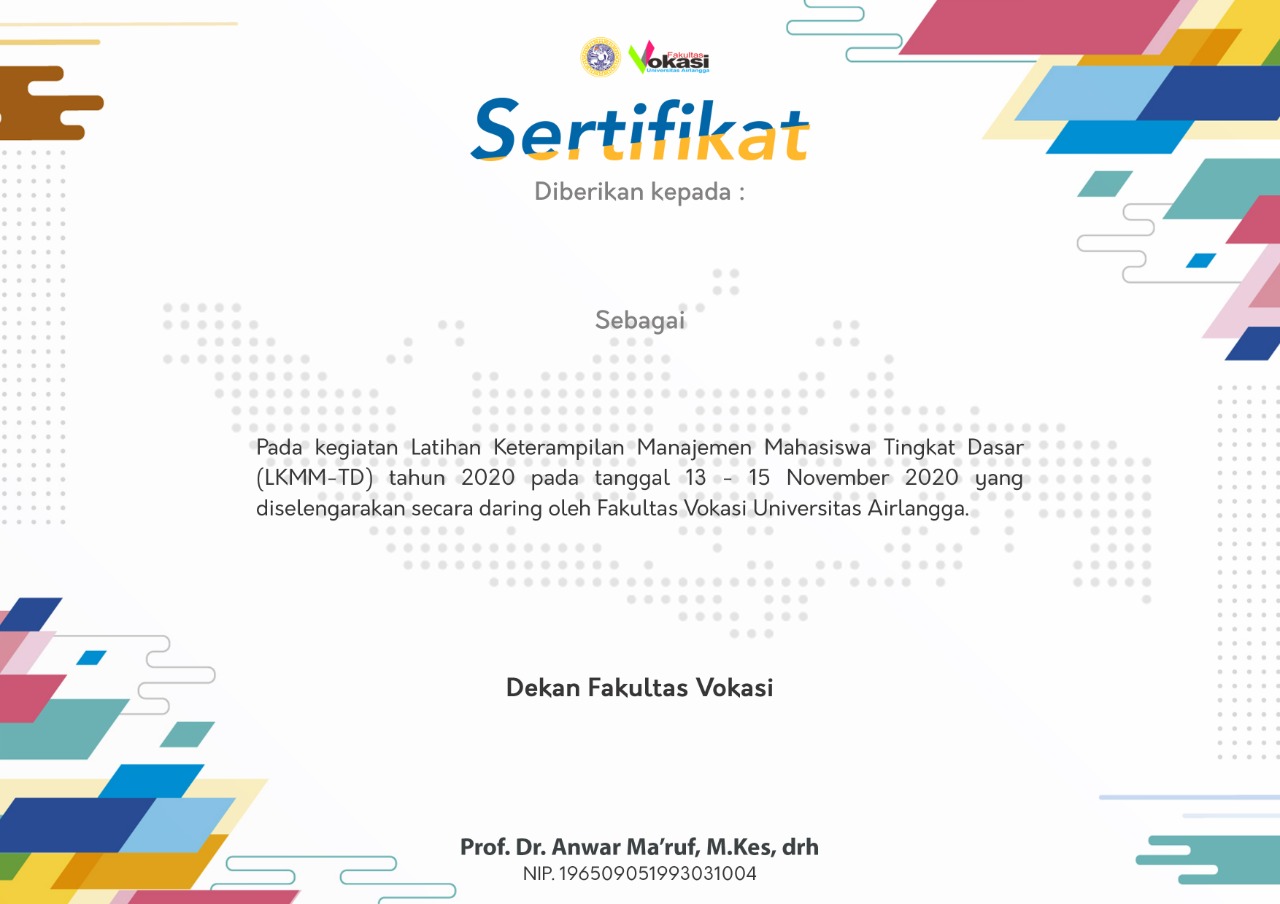 Fakultas
Vokasi
Universitas Airlangga
Sertifikat
Diberikan kepada :
Sebagai
Pada kegiatan Latihan Keterampilan Manajemen Mahasiswa Tingkat Dasar
(LKMM-TD) tahun 2020 pada tanggal 13 - 15 November 2020 yang
diselengarakan secara daring oleh Fakultas Vokasi Universitas Airlangga.
Dekan Fakultas Vokasi
Prof. Dr. Anwar Ma’ruf, M.Kes, drh
NIP. 196509051993031004